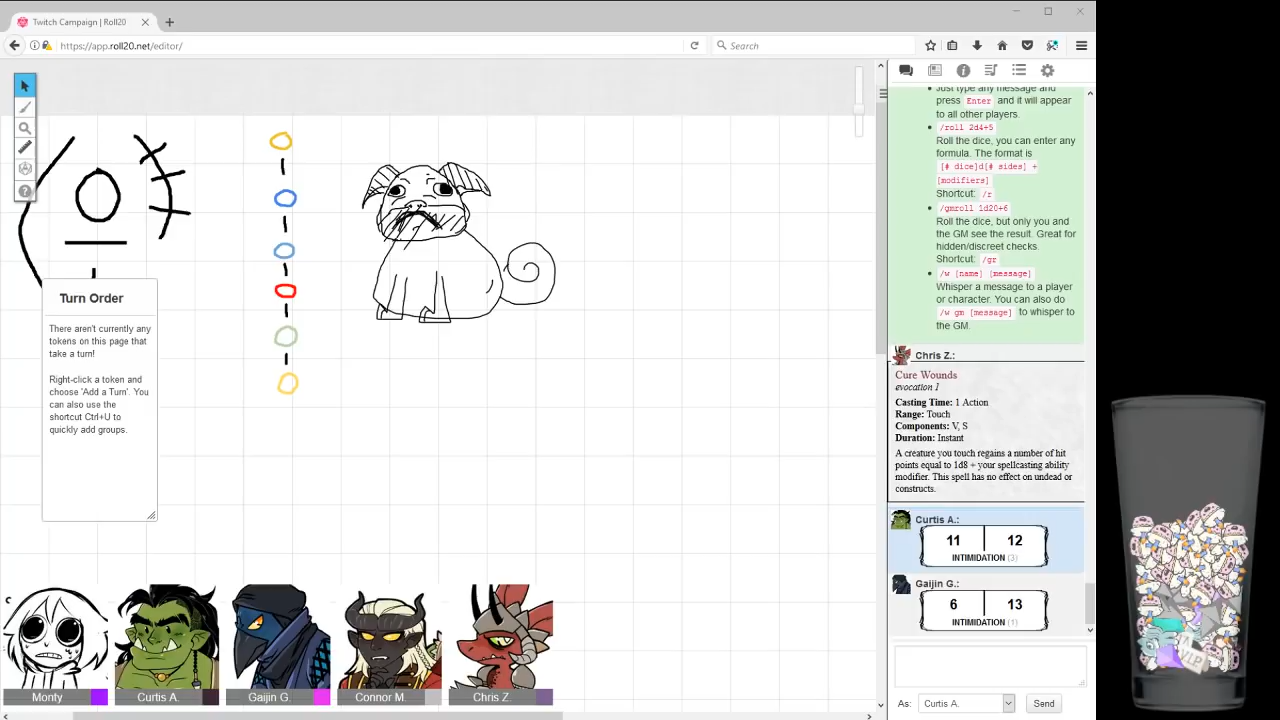 Twitch Campaign | Roll20
https://app.roll20.net/editor/
Search
Turn Order
There aren't currently any
tokens on this page that
take a turn!
Right-click a token and
choose 'Add a Turn'. You
can also use the
shortcut Ctrl+U to
quickly add groups.
Monty
Curtis A.
Gaijin G.
Connor M.
Chris Z.
Just type any message and
press Enter and it will appear
to all other players.
/roll 2d4+5
Roll the dice, you can enter any
formula. The format is
[# dice]d[# sides] +
[modifiers]
Shortcut: /r
/gmroll 1d20+6
Roll the dice, but only you and
the GM see the result. Great for
hidden/discreet checks.
Shortcut: /gr
/w [name] [message]
Whisper a message to a player
or character. You can also do
/w gm [message] to whisper to
the GM.
Chris Z.:
Cure Wounds
evocation 1
Casting Time: 1 Action
Range: Touch
Components: V, S
Duration: Instant
A creature you touch regains a number of hit
points equal to 1d8 + your spellcasting ability
modifier. This spell has no effect on undead or
constructs.
Curtis A.:
11 12
INTIMIDATION (3)
Gaijin G.:
6 13
INTIMIDATION (1)
As: Curtis A. Send